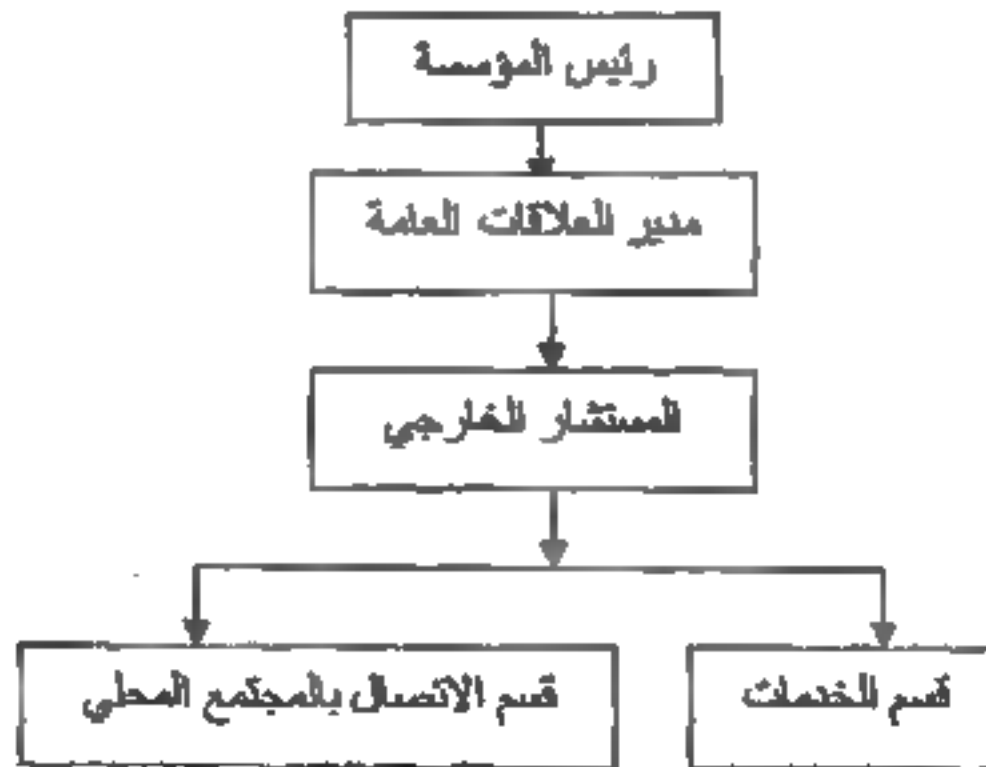 رئيس المؤسسة
مدير العلاقات العامة
المستشار الخارجي
قسم الخدمات
قسم الاتصال بالمجتمع المحلي